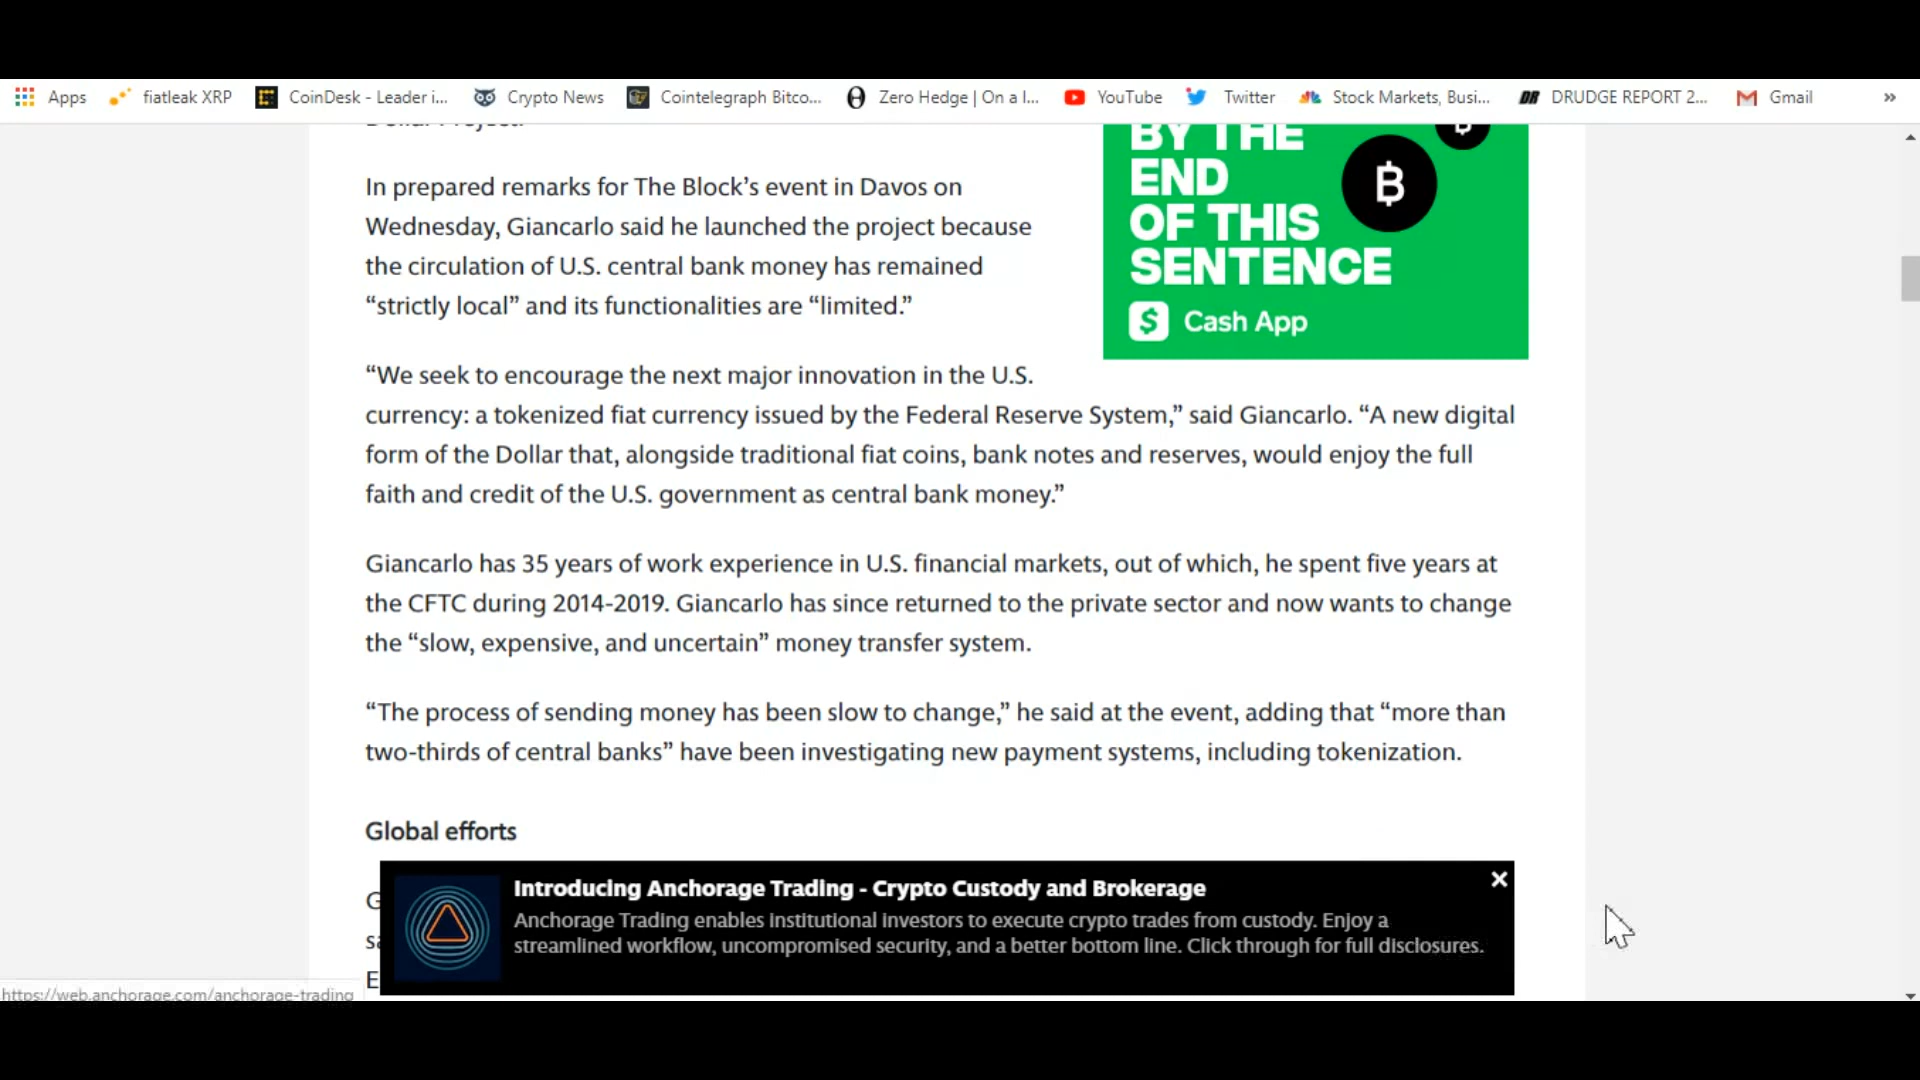 Apps fiatleak XRP CoinDesk - Leader i... Crypto News Cointelegraph Bitco... Zero Hedge | On a l... YouTube Twitter Stock Markets, Busi... DR DRUDGE REPORT 2... Gmail »
BY THE
END
OF THIS
SENTENCE
Cash App
In prepared remarks for The Block’s event in Davos on
Wednesday, Giancarlo said he launched the project because
the circulation of U.S. central bank money has remained
“strictly local” and its functionalities are “limited.”
“We seek to encourage the next major innovation in the U.S.
currency: a tokenized fiat currency issued by the Federal Reserve System,” said Giancarlo. “A new digital
form of the Dollar that, alongside traditional fiat coins, bank notes and reserves, would enjoy the full
faith and credit of the U.S. government as central bank money.”
Giancarlo has 35 years of work experience in U.S. financial markets, out of which, he spent five years at
the CFTC during 2014-2019. Giancarlo has since returned to the private sector and now wants to change
the “slow, expensive, and uncertain” money transfer system.
“The process of sending money has been slow to change,” he said at the event, adding that “more than
two-thirds of central banks” have been investigating new payment systems, including tokenization.
Global efforts
Introducing Anchorage Trading - Crypto Custody and Brokerage
Anchorage Trading enables institutional investors to execute crypto trades from custody. Enjoy a
streamlined workflow, uncompromised security, and a better bottom line. Click through for full disclosures.
https://web.anchorage.com/anchorage-trading